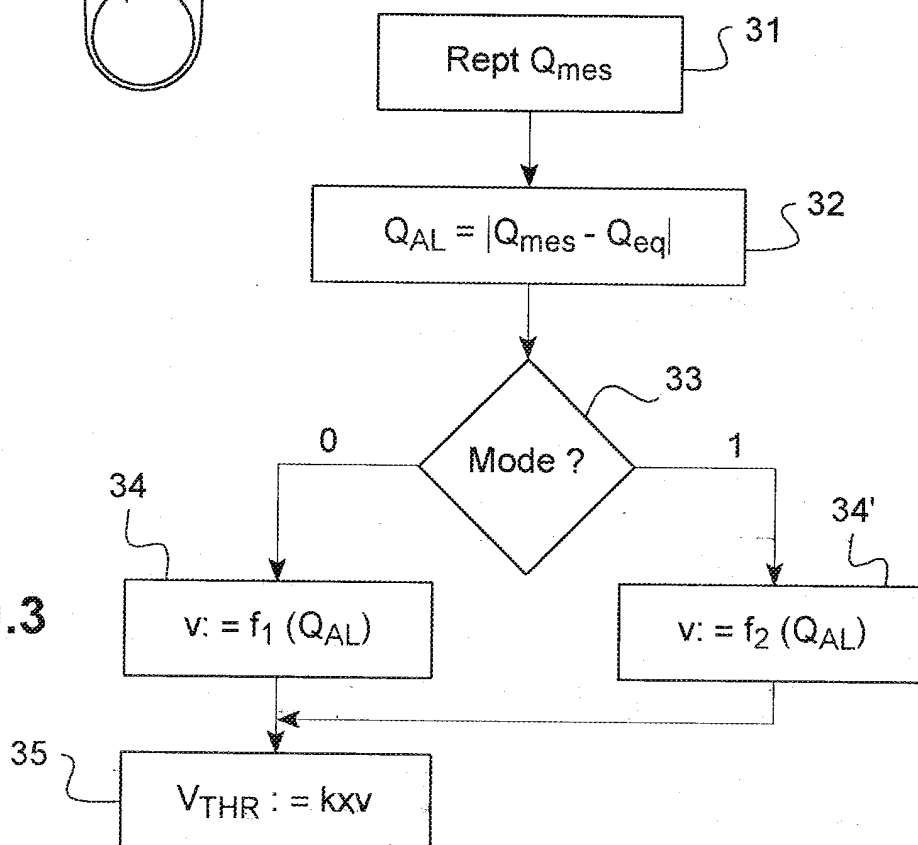 31
Rept Qmes
32
QAL = |Qmes - Qeq|
33
Mode ?
0
1
34
34'
.3
v: = f1 (QAL)
v: = f2 (QAL)
35
VTHR : = kxv